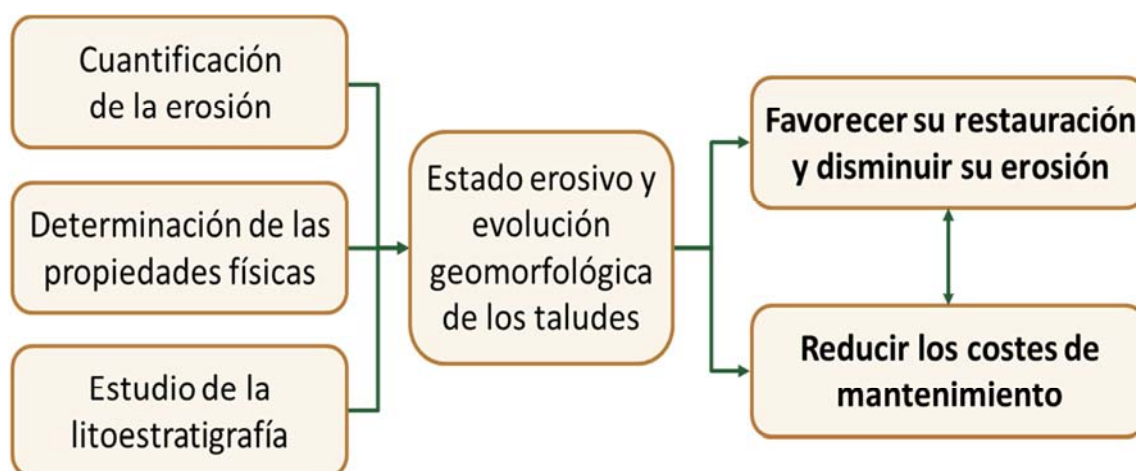 Cuantificación
de la erosión
Determinación de las
propiedades físicas
Estudio de la
litoestratigrafía
Estado erosivo y
evolución
geomorfológica
de los taludes
Favorecer su restauración
y disminuir su erosión
Reducir los costes de
mantenimiento